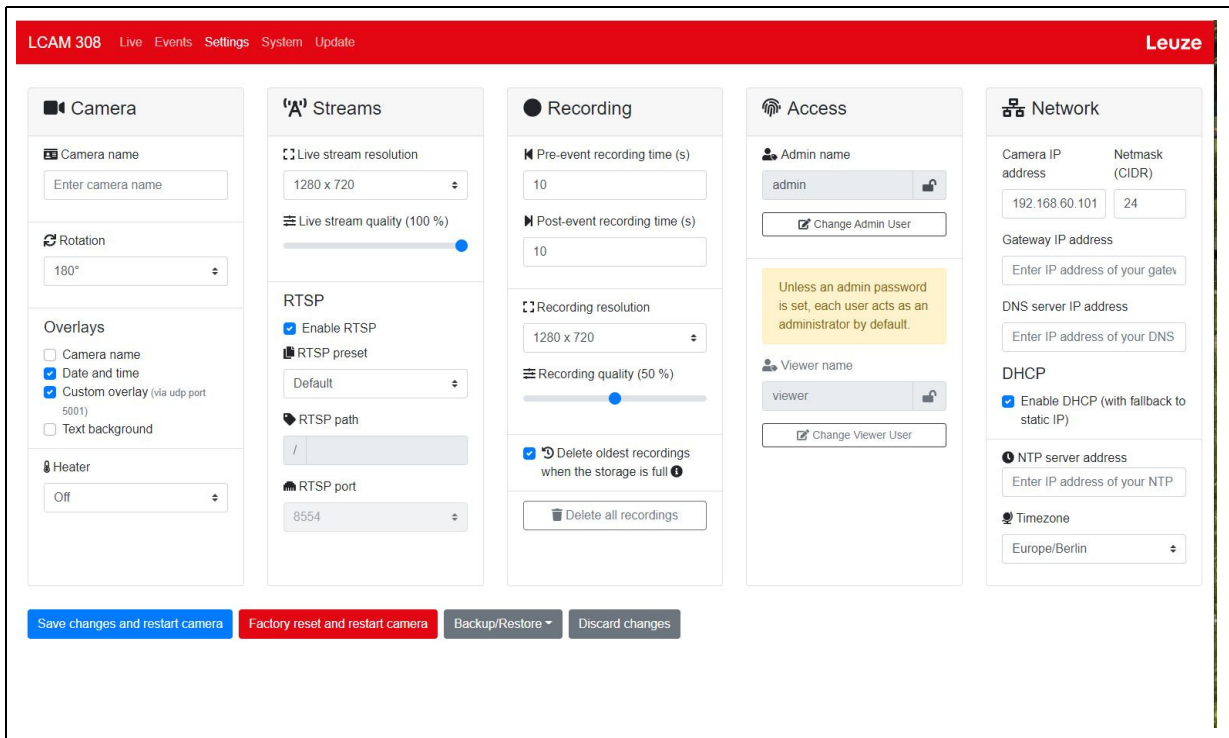 LCAM 308 Live Events Settings System Update Leuze
Camera
Camera name
Enter camera name
Rotation
180°
Overlays
Camera name
Date and time
Custom overlay (via udp port
5001)
Text background
Heater
Off
Streams
Live stream resolution
1280 x 720
Live stream quality (100 %)
RTSP
Enable RTSP
RTSP preset
Default
RTSP path
/
RTSP port
8554
Recording
Pre-event recording time (s)
10
Post-event recording time (s)
10
Recording resolution
1280 x 720
Recording quality (50 %)
Delete oldest recordings
when the storage is full
Delete all recordings
Access
Admin name
admin
Change Admin User
Unless an admin password
is set, each user acts as an
administrator by default.
Viewer name
viewer
Change Viewer User
Network
Camera IP
address
Netmask
(CIDR)
192.168.60.101
24
Gateway IP address
Enter IP address of your gatev
DNS server IP address
Enter IP address of your DNS
DHCP
Enable DHCP (with fallback to
static IP)
NTP server address
Enter IP address of your NTP
Timezone
Europe/Berlin
Save changes and restart camera Factory reset and restart camera Backup/Restore Discard changes